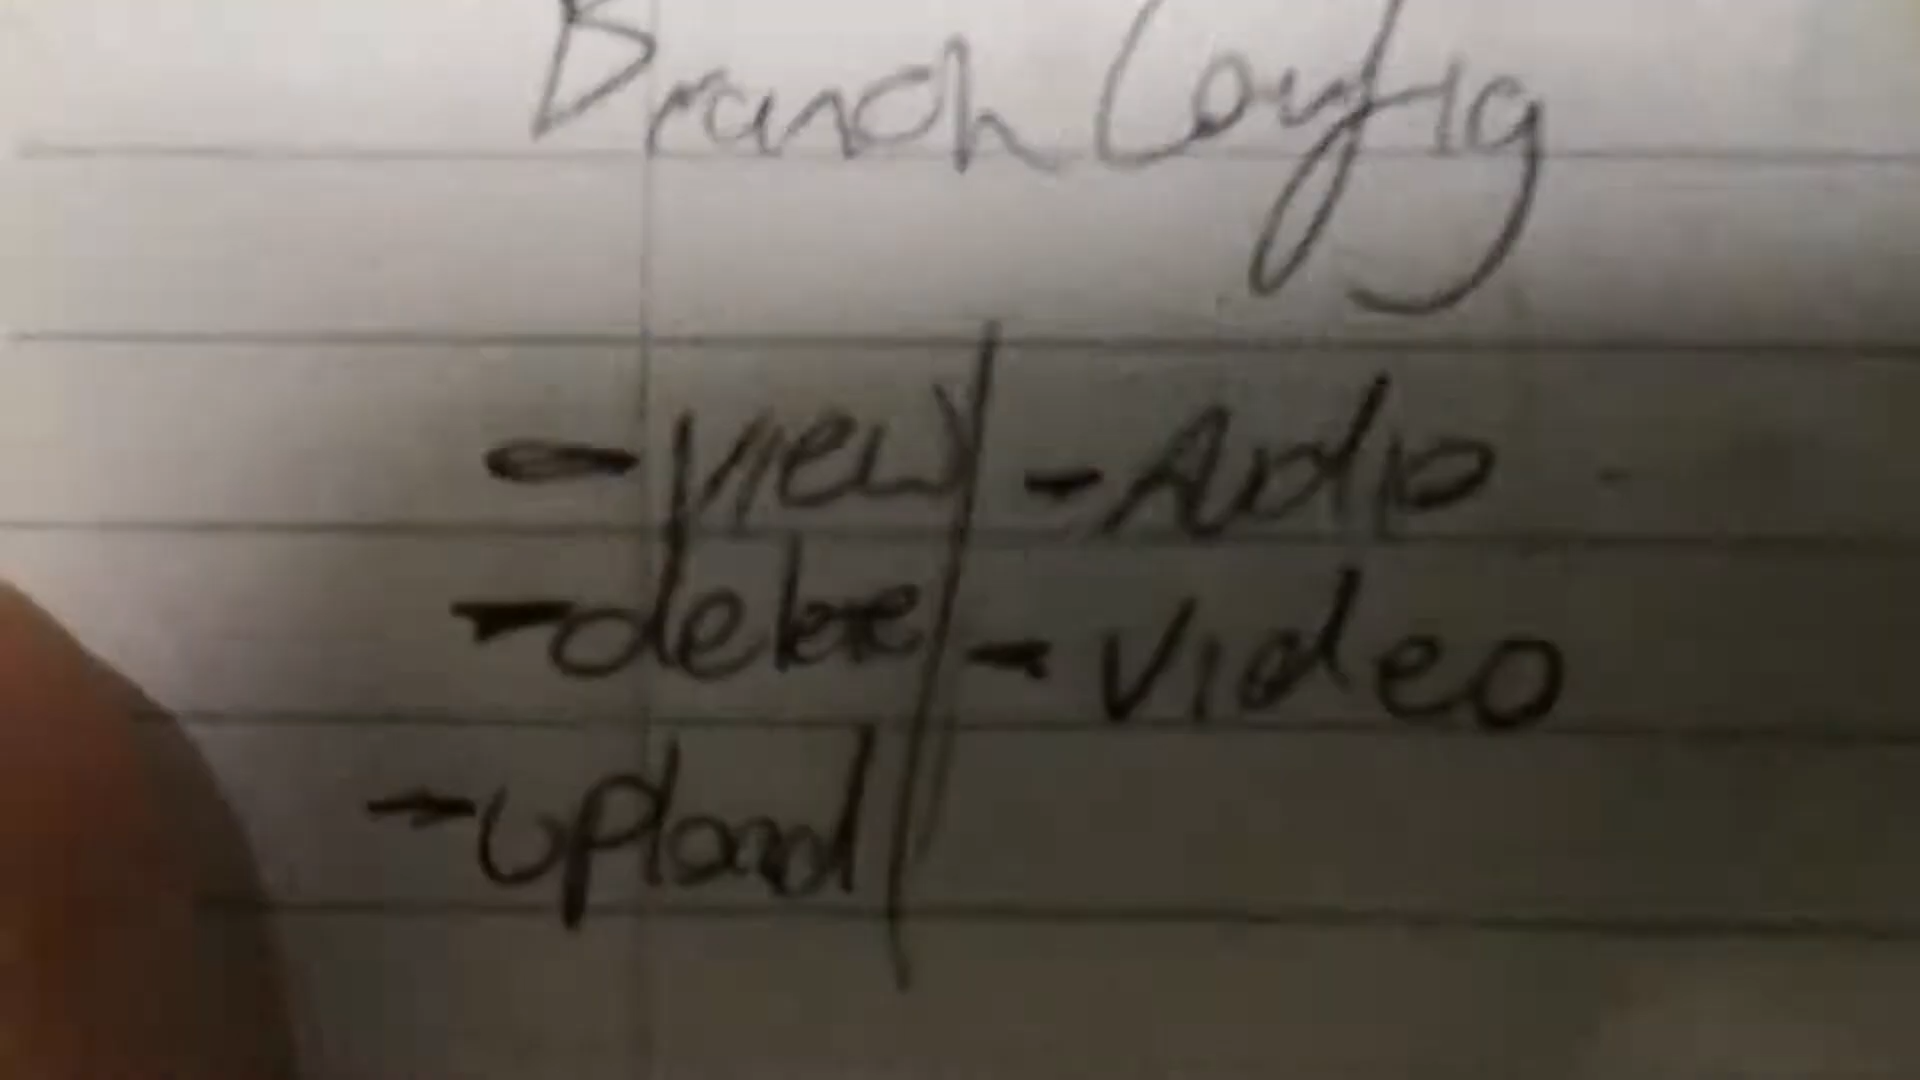 Branch Config
- view | - Audio
- delete | - Video
- upload